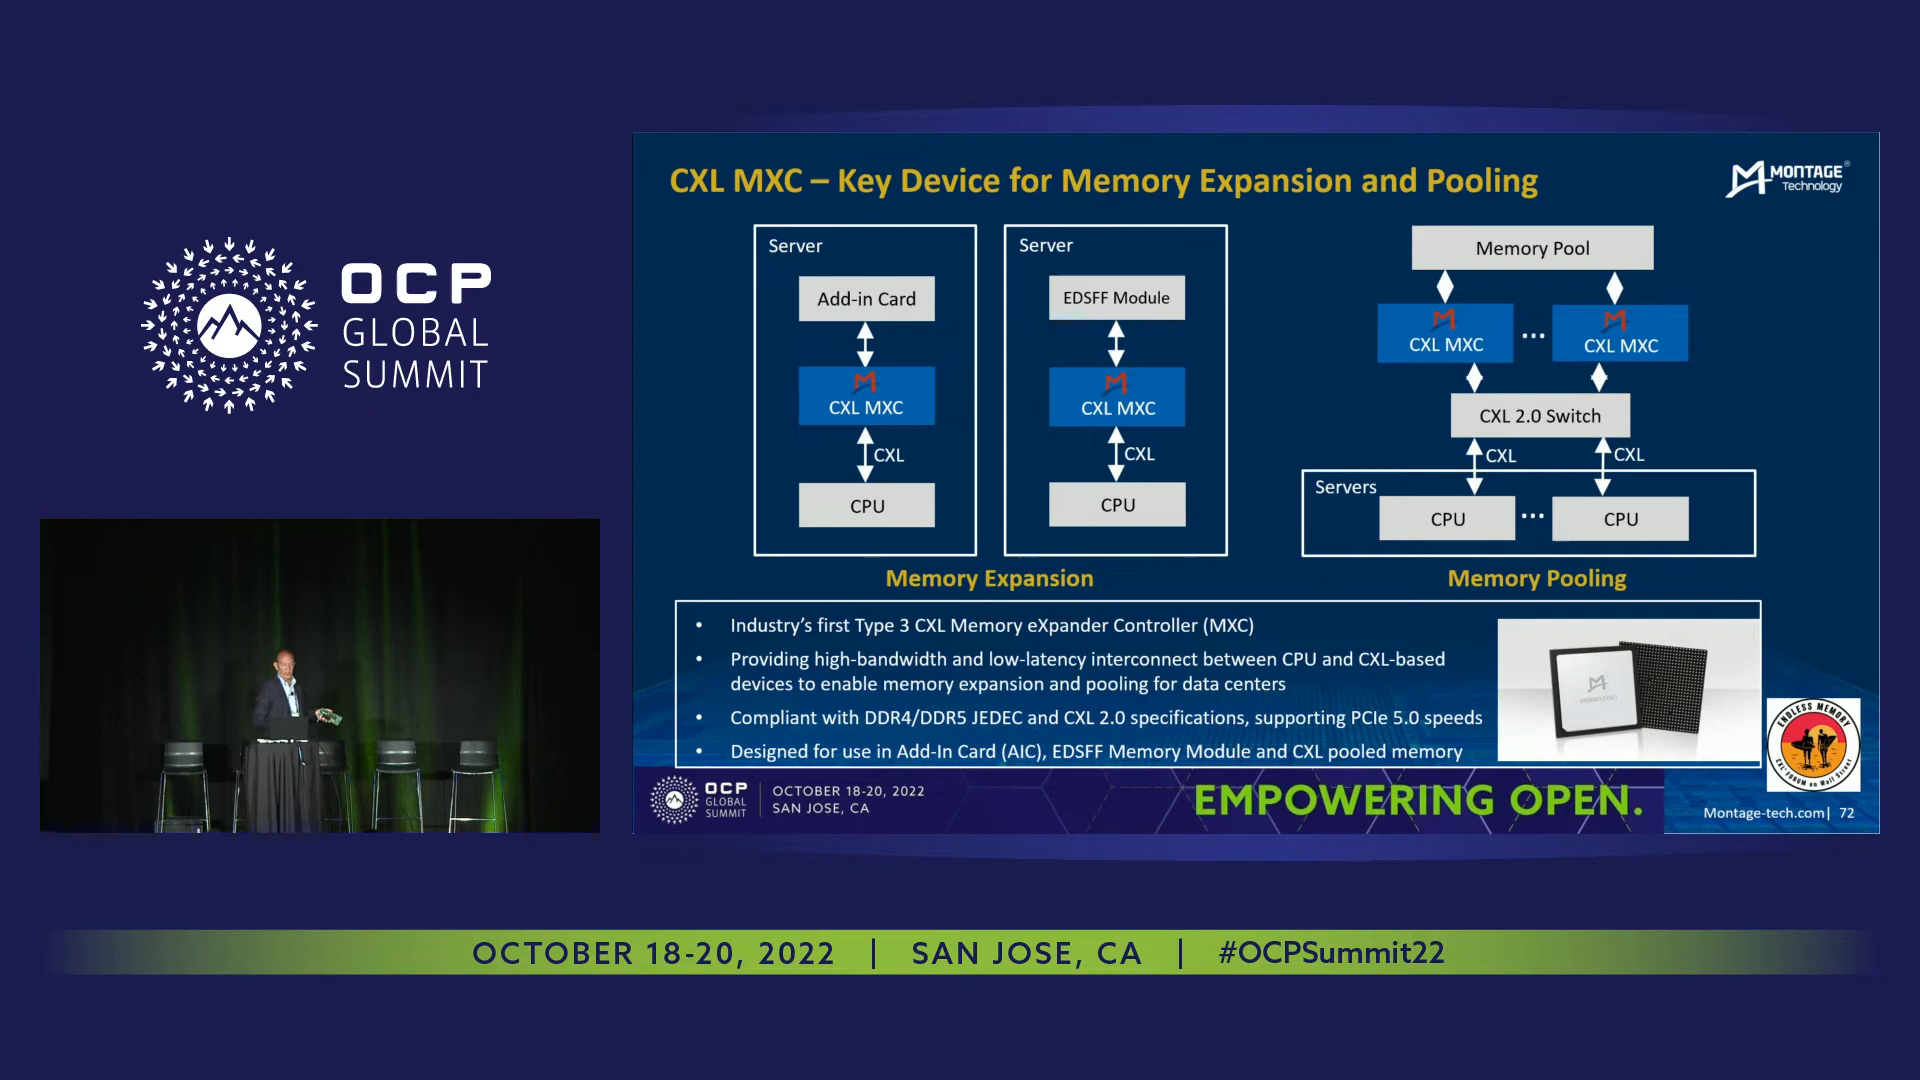 OCP
GLOBAL
SUMMIT
CXL MXC – Key Device for Memory Expansion and Pooling
MONTAGE®
Technology
Server
Add-in Card
CXL MXC
CXL
CPU
Server
EDSFF Module
CXL MXC
CXL
CPU
Memory Expansion
Memory Pool
CXL MXC
...
CXL MXC
CXL 2.0 Switch
CXL
CXL
Servers
CPU
...
CPU
Memory Pooling
• Industry's first Type 3 CXL Memory eXpander Controller (MXC)
• Providing high-bandwidth and low-latency interconnect between CPU and CXL-based
devices to enable memory expansion and pooling for data centers
• Compliant with DDR4/DDR5 JEDEC and CXL 2.0 specifications, supporting PCIe 5.0 speeds
• Designed for use in Add-In Card (AIC), EDSFF Memory Module and CXL pooled memory
ENDLESS MEMORY
CXL FORUM on Wall Street
OCP
GLOBAL
SUMMIT
OCTOBER 18-20, 2022
SAN JOSE, CA
EMPOWERING OPEN.
Montage-tech.com| 72
OCTOBER 18-20, 2022 | SAN JOSE, CA | #OCPSummit22